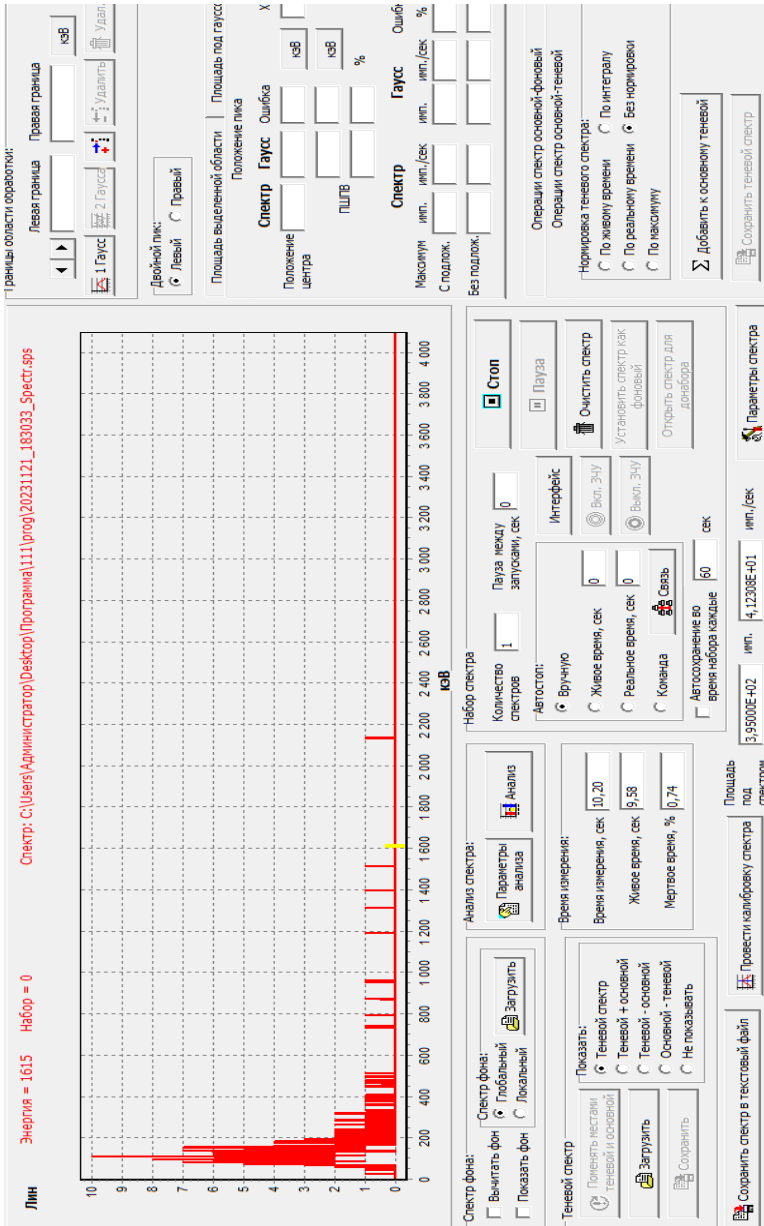 Лин
Энергия = 1615
Набор = 0
Спектр: C:\Users\Администратор\Desktop\Программа\111\prog\20231121_183033_Spectr.sps
10
9
8
7
6
5
4
3
2
1
0
0 200 400 600 800 1 000 1 200 1 400 1 600 1 800 2 000 2 200 2 400 2 600 2 800 3 000 3 200 3 400 3 600 3 800 4 000
кэВ
Границы области обработки:
Левая граница
Правая граница
кэВ
1 Гаусс
2 Гаусса
Удалить
Удал.
Двойной пик:
Левый
Правый
Площадь выделенной области
Площадь под гауссо
Положение пика
Спектр
Гаусс
Ошибка
Х
Положение
центра
кэВ
ПШПВ
кэВ
%
Спектр
Гаусс
Максимум
имп.
имп./сек
имп.
имп./сек
Ошибк
%
С подлож.
Без подлож.
Операции спектр основной-фоновый
Операции спектр основной-теневой
Нормировка теневого спектра:
По живому времени
По интегралу
По реальному времени
Без нормировки
По максимуму
Σ Добавить к основному теневой
Сохранить теневой спектр
Спектр фона:
Вычитать фон
Показать фон
Спектр фона:
Глобальный
Локальный
Загрузить
Анализ спектра:
Параметры
анализа
Анализ
Теневой спектр
Поменять местами
теневой и основной
Загрузить
Сохранить
Показать:
Теневой спектр
Теневой + основной
Теневой - основной
Основной - теневой
Не показывать
Время измерения:
Время измерения, сек 10,20
Живое время, сек 9,58
Мертвое время, % 0,74
Набор спектра
Количество
спектров
1
Пауза между
запусками, сек
0
Автостоп:
Вручную
Живое время, сек 0
Реальное время, сек 0
Команда
Связь
Интерфейс
Вкл. ЗЧУ
Выкл. ЗЧУ
Автосохранение во
время набора каждые
60
сек
Стоп
Пауза
Очистить спектр
Установить спектр как
фоновый
Открыть спектр для
донабора
Сохранить спектр в текстовый файл
Провести калибровку спектра
Площадь
под
спектром
3,95000E+02
имп.
4,12308E+01
имп./сек
Параметры спектра